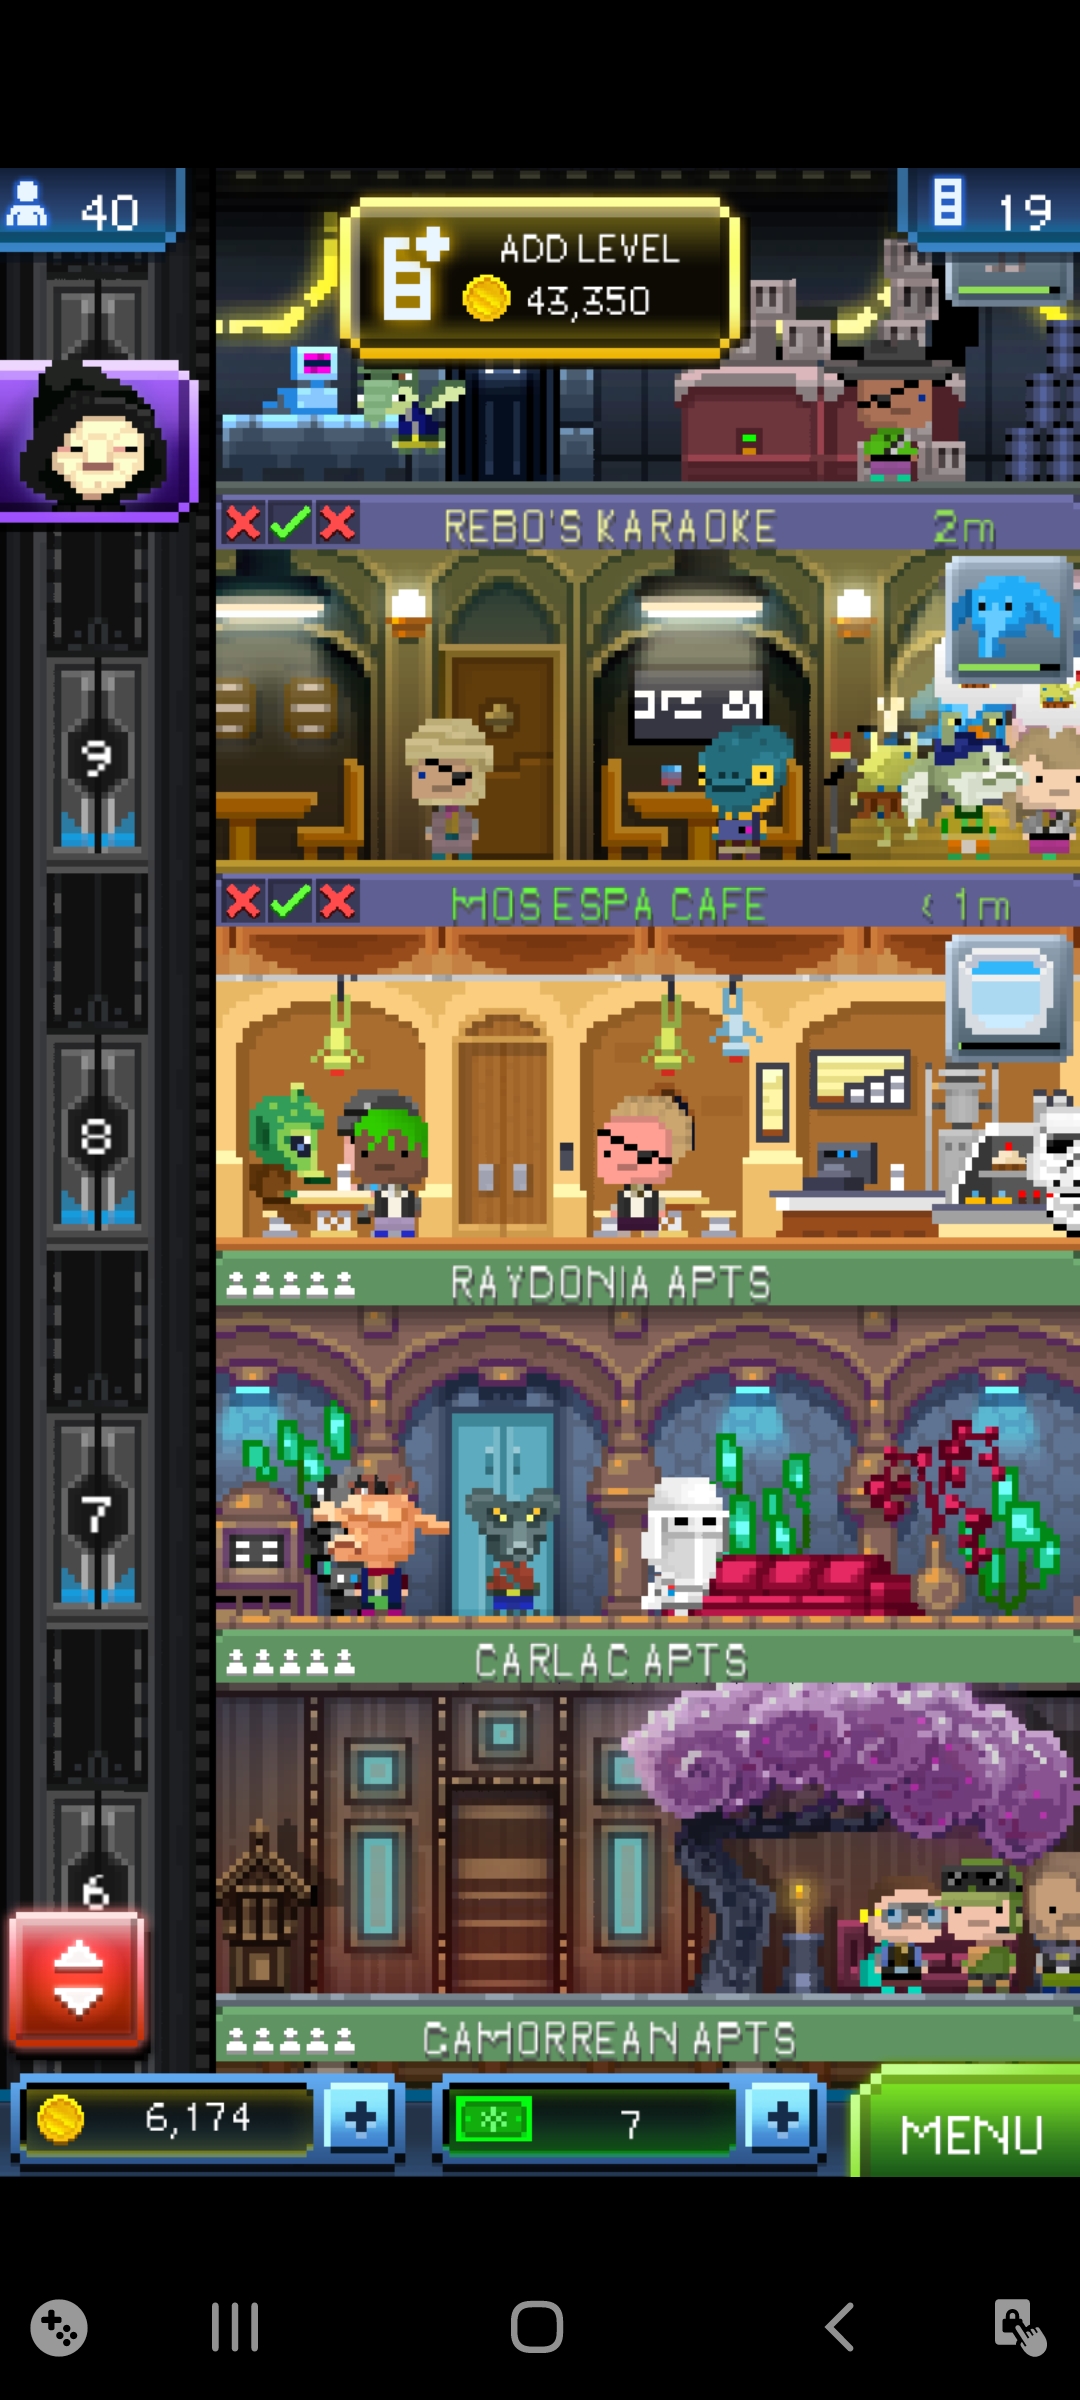 40
19
ADD LEVEL
43,350
REBO'S KARAOKE 2m
9
MOS ESPA CAFE < 1m
8
RAYDONIA APTS
7
CARLAC APTS
6
CAMORREAN APTS
6,174
7
MENU